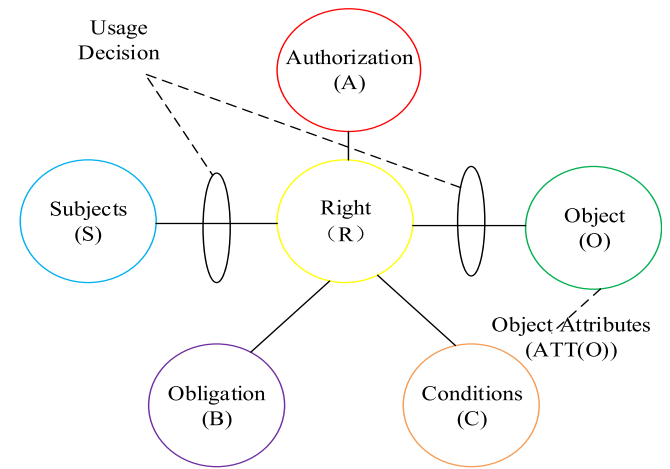 Usage
Decision
Authorization
(A)
Subjects
(S)
Right
（R）
Object
(O)
Object Attributes
(ATT(O))
Obligation
(B)
Conditions
(C)